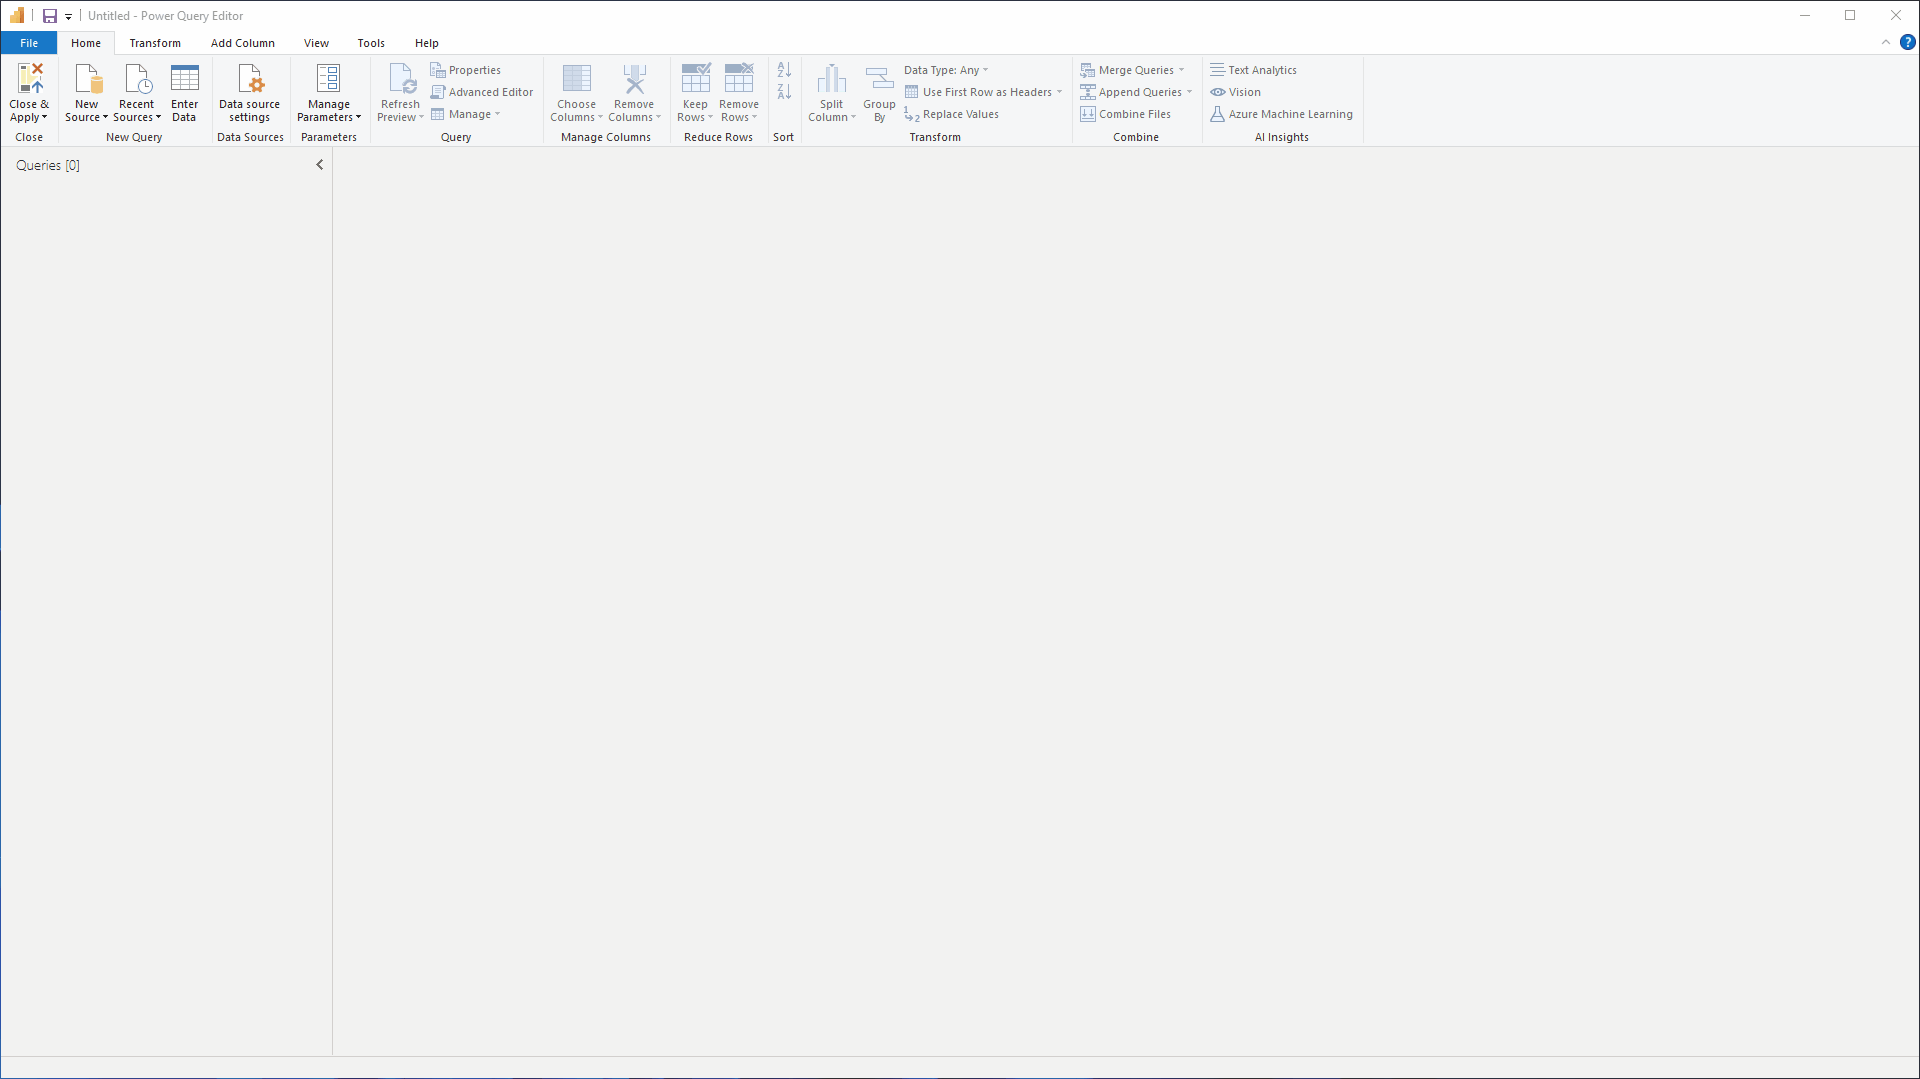 Untitled - Power Query Editor
File Home Transform Add Column View Tools Help
Close & Apply
New Source
Recent Sources
Enter Data
Data source settings
Manage Parameters
Refresh Preview
Properties
Advanced Editor
Manage
Choose Columns
Remove Columns
Keep Rows
Remove Rows
Split Column
Group By
Data Type: Any
Use First Row as Headers
Replace Values
Merge Queries
Append Queries
Combine Files
Text Analytics
Vision
Azure Machine Learning
Close New Query Data Sources Parameters Query Manage Columns Reduce Rows Sort Transform Combine AI Insights
Queries [0]